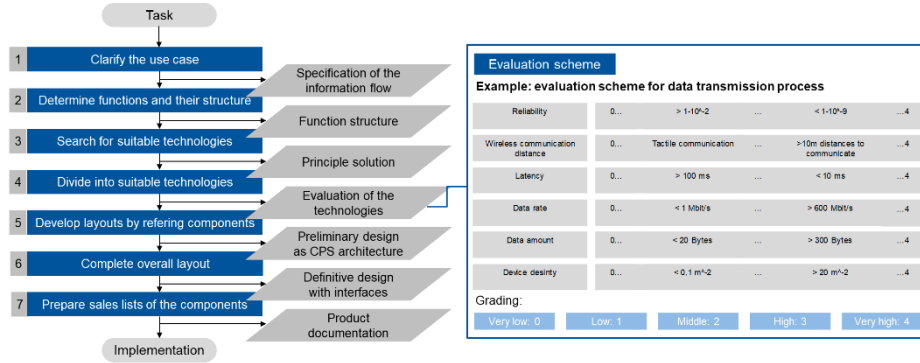 Task
1 Clarify the use case
Specification of the
information flow
2 Determine functions and their structure
Function structure
3 Search for suitable technologies
Principle solution
4 Divide into suitable technologies
Evaluation of the
technologies
5 Develop layouts by refering components
Preliminary design
as CPS architecture
6 Complete overall layout
Definitive design
with interfaces
7 Prepare sales lists of the components
Product
documentation
Implementation
Evaluation scheme
Example: evaluation scheme for data transmission process
Reliability 0... > 1-10^-2 ... < 1-10^-9 ...4
Wireless communication
distance
0... Tactile communication ... >10m distances to
communicate
...4
Latency 0... > 100 ms ... < 10 ms ...4
Data rate 0... < 1 Mbit/s ... > 600 Mbit/s ...4
Data amount 0... < 20 Bytes ... > 300 Bytes ...4
Device desinty 0... < 0,1 m^-2 ... > 20 m^-2 ...4
Grading:
Very low: 0 Low: 1 Middle: 2 High: 3 Very high: 4